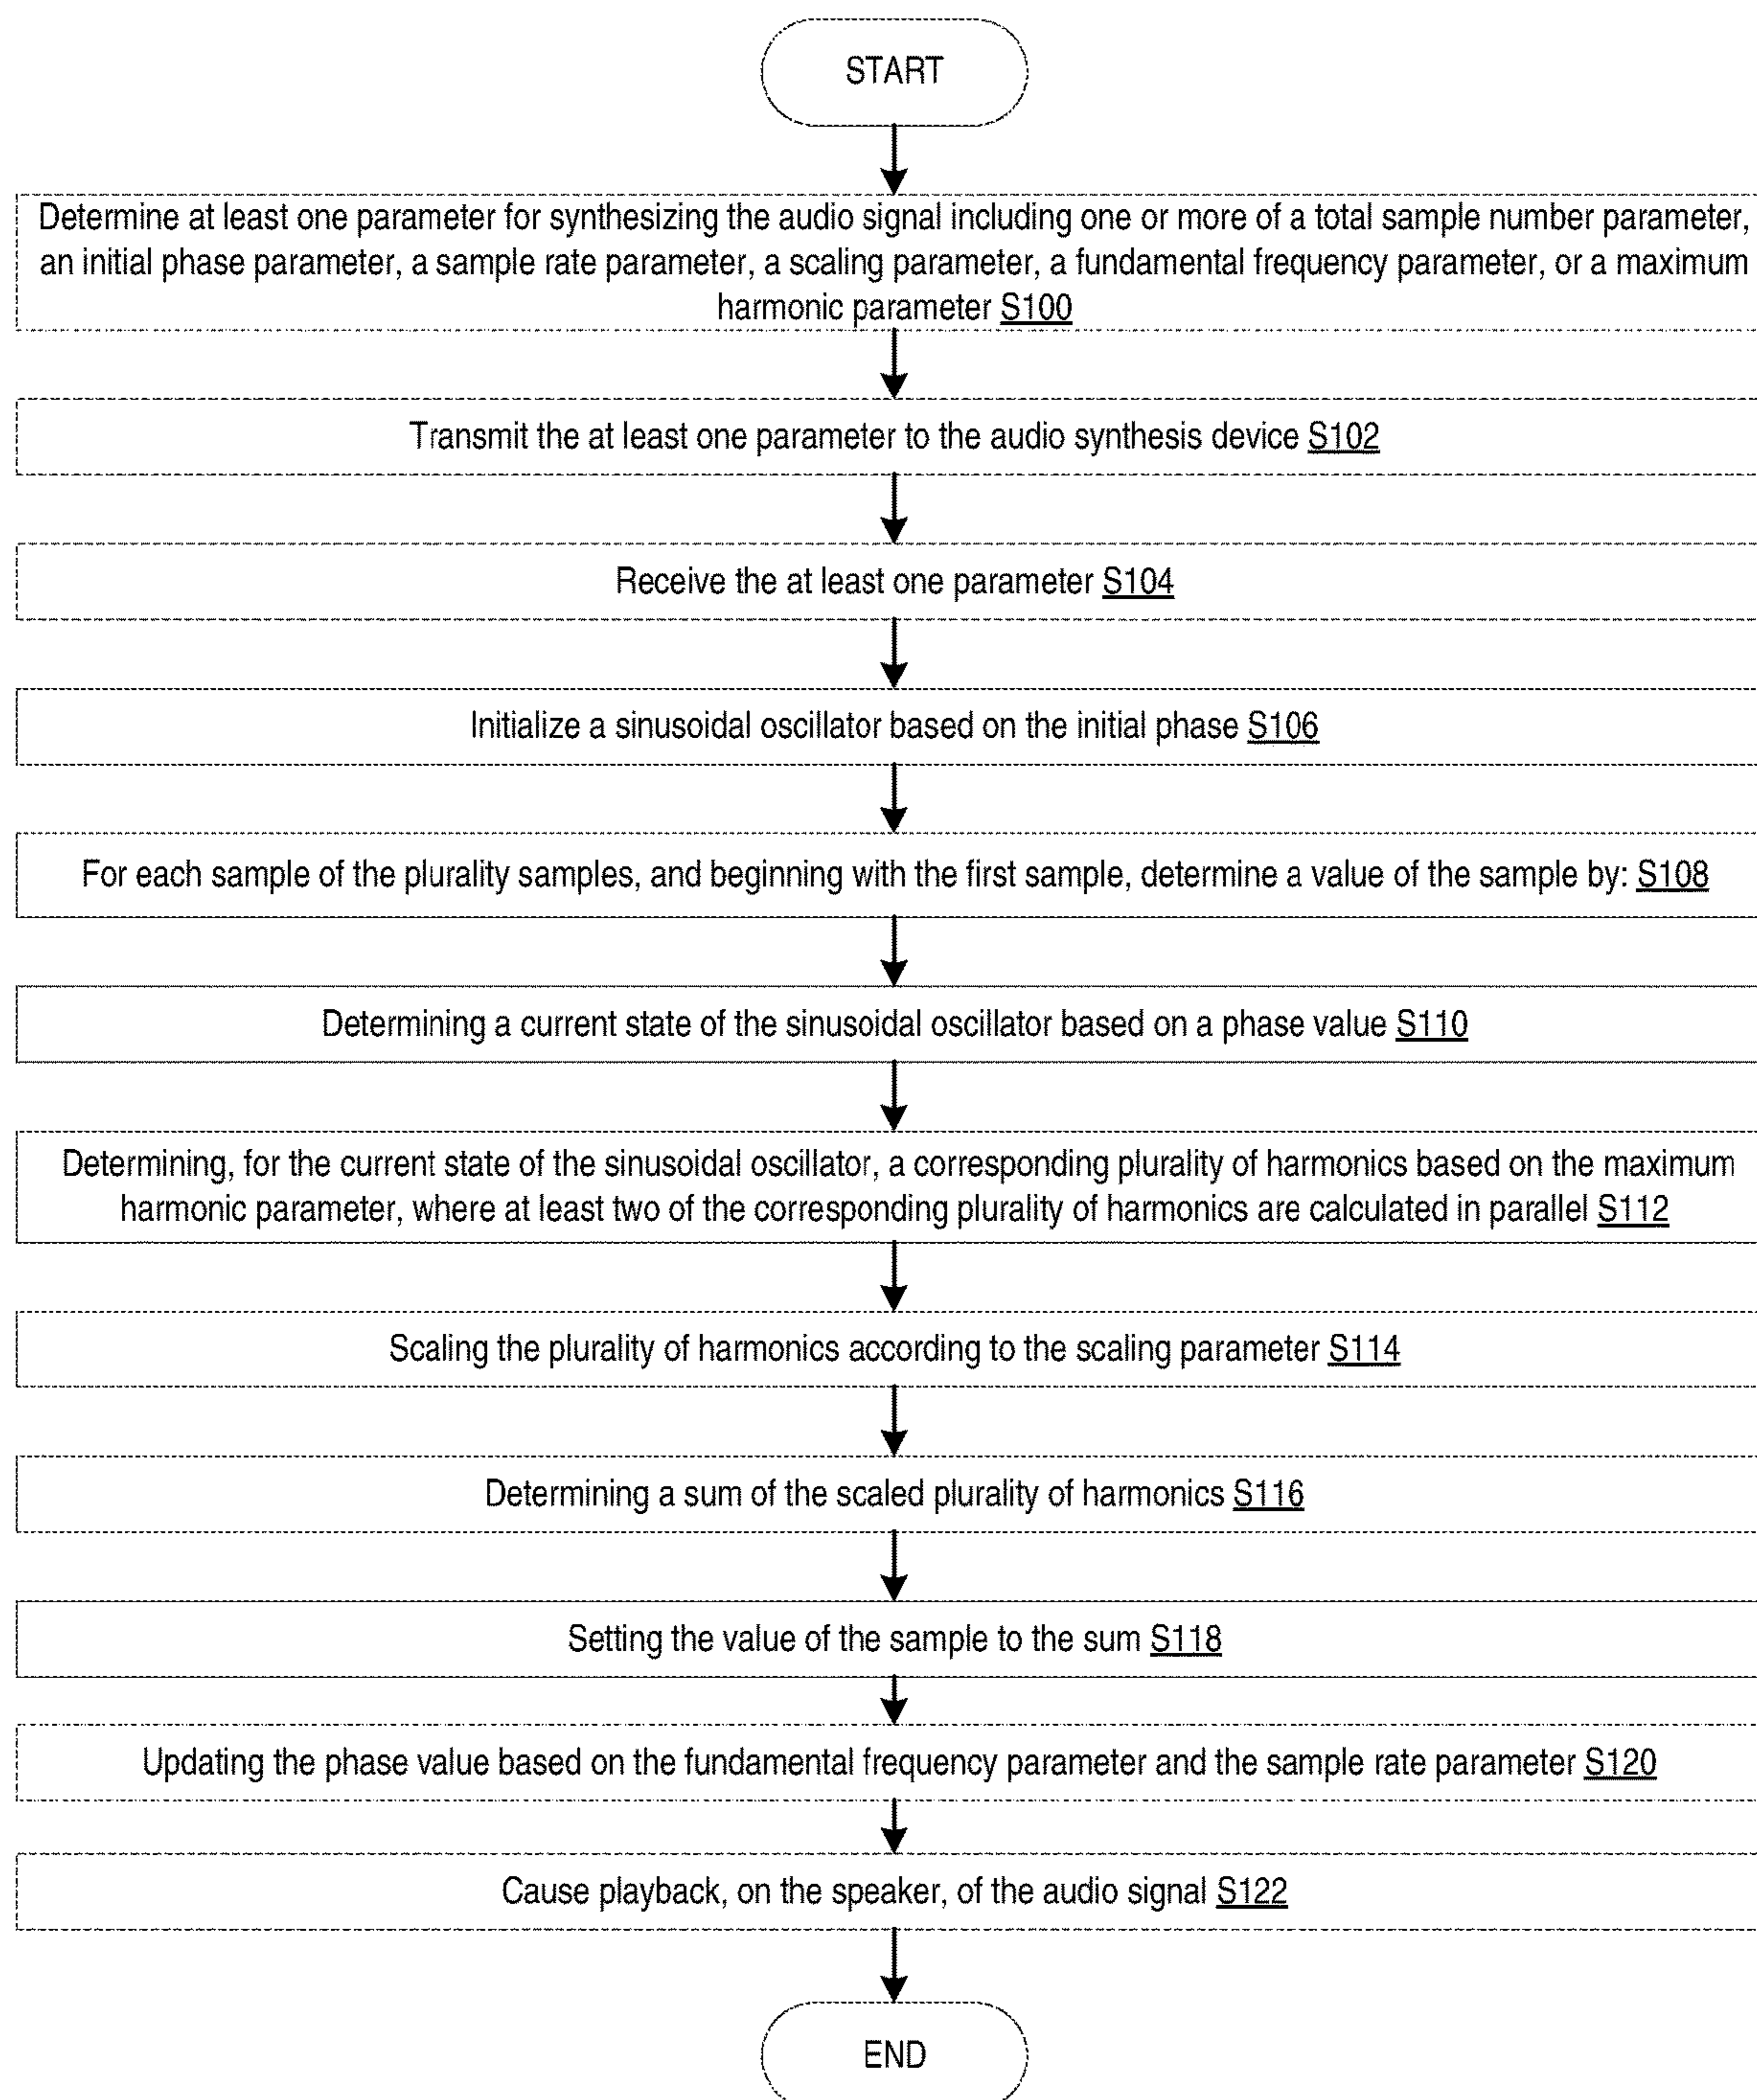 START
Determine at least one parameter for synthesizing the audio signal including one or more of a total sample number parameter,
an initial phase parameter, a sample rate parameter, a scaling parameter, a fundamental frequency parameter, or a maximum
harmonic parameter S100
Transmit the at least one parameter to the audio synthesis device S102
Receive the at least one parameter S104
Initialize a sinusoidal oscillator based on the initial phase S106
For each sample of the plurality samples, and beginning with the first sample, determine a value of the sample by: S108
Determining a current state of the sinusoidal oscillator based on a phase value S110
Determining, for the current state of the sinusoidal oscillator, a corresponding plurality of harmonics based on the maximum
harmonic parameter, where at least two of the corresponding plurality of harmonics are calculated in parallel S112
Scaling the plurality of harmonics according to the scaling parameter S114
Determining a sum of the scaled plurality of harmonics S116
Setting the value of the sample to the sum S118
Updating the phase value based on the fundamental frequency parameter and the sample rate parameter S120
Cause playback, on the speaker, of the audio signal S122
END